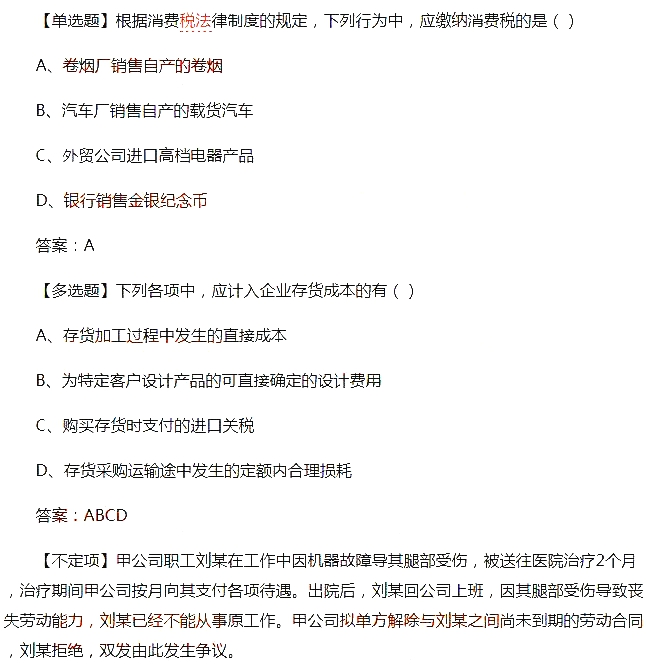 【单选题】根据消费税法律制度的规定，下列行为中，应缴纳消费税的是（ ）
A、卷烟厂销售自产的卷烟
B、汽车厂销售自产的载货汽车
C、外贸公司进口高档电器产品
D、银行销售金银纪念币
答案：A
【多选题】下列各项中，应计入企业存货成本的有（ ）
A、存货加工过程中发生的直接成本
B、为特定客户设计产品的可直接确定的设计费用
C、购买存货时支付的进口关税
D、存货采购运输途中发生的定额内合理损耗
答案：ABCD
【不定项】甲公司职工刘某在工作中因机器故障导其腿部受伤，被送往医院治疗2个月
，治疗期间甲公司按月向其支付各项待遇。出院后，刘某回公司上班，因其腿部受伤导致丧
失劳动能力，刘某已经不能从事原工作。甲公司拟单方解除与刘某之间尚未到期的劳动合同
，刘某拒绝，双发由此发生争议。